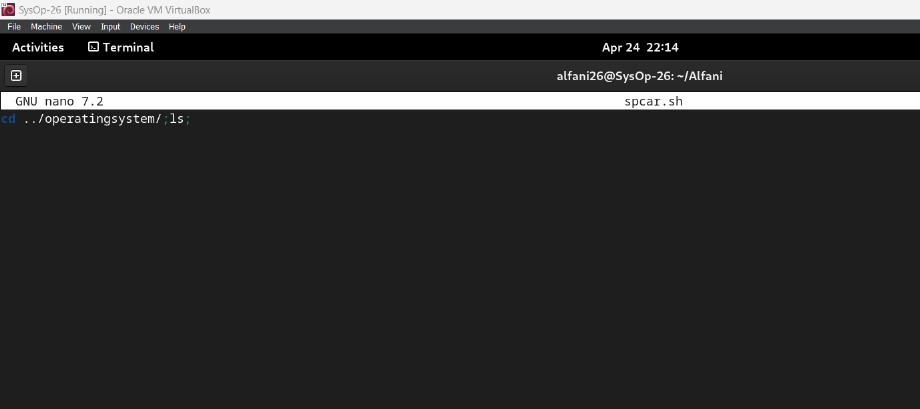 SysOp-26 [Running] - Oracle VM VirtualBox
File Machine View Input Devices Help
Activities Terminal Apr 24 22:14
alfani26@SysOp-26: ~/Alfani
GNU nano 7.2 spcar.sh
cd ../operatingsystem/;ls;